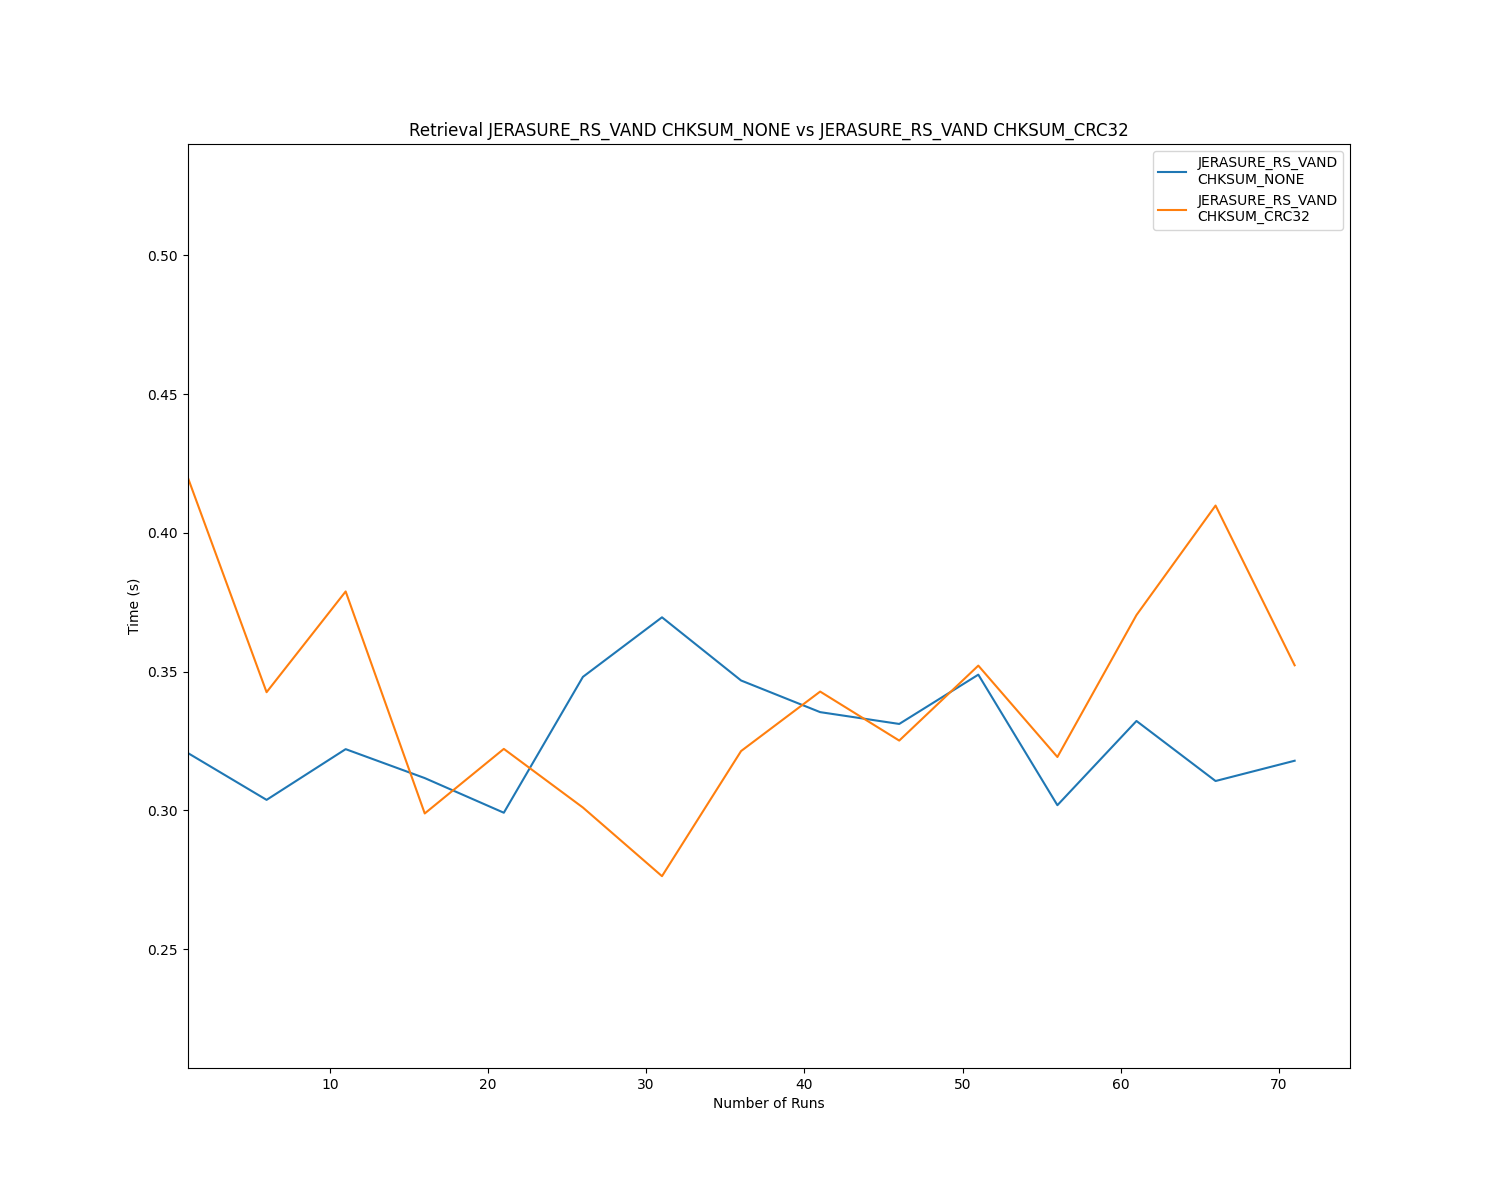 Retrieval JERASURE_RS_VAND CHKSUM_NONE vs JERASURE_RS_VAND CHKSUM_CRC32
JERASURE_RS_VAND
CHKSUM_NONE
JERASURE_RS_VAND
CHKSUM_CRC32
0.50
0.45
0.40
0.35
0.30
0.25
Time (s)
10 20 30 40 50 60 70
Number of Runs